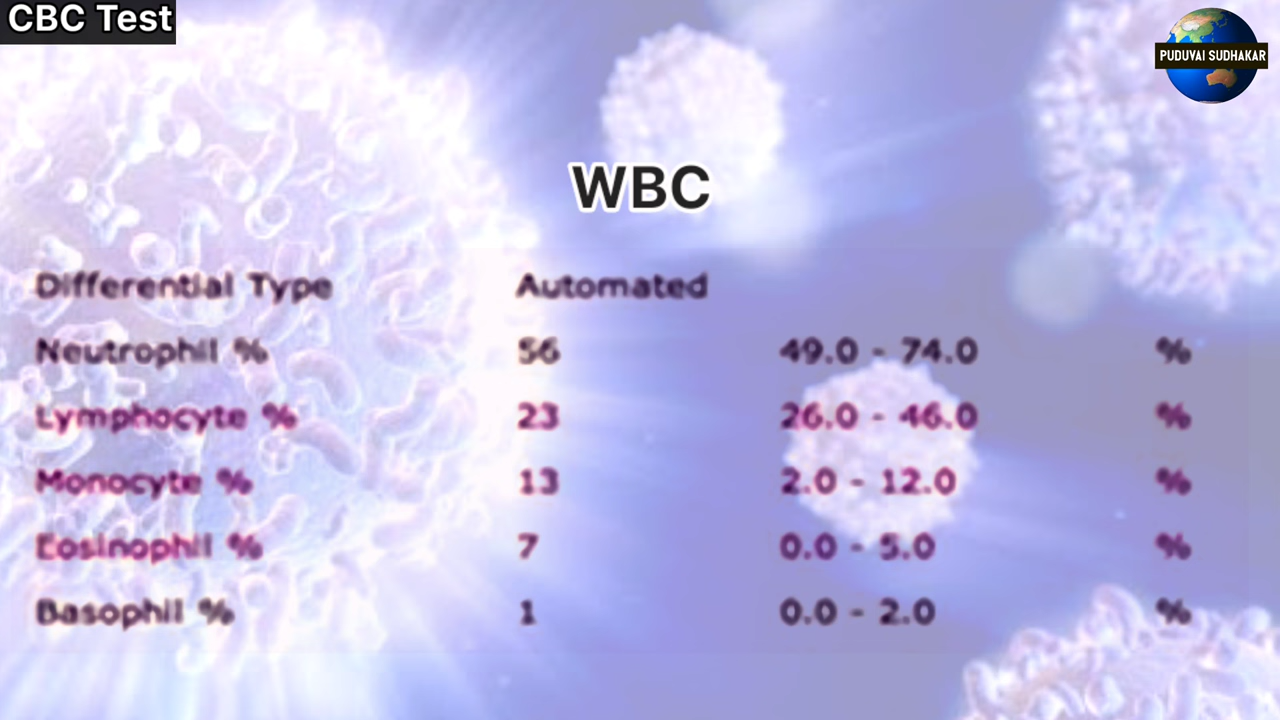 CBC Test
PUDUVAI SUDHAKAR
WBC
Differential Type Automated
Neutrophil % 56 49.0 - 74.0 %
Lymphocyte % 23 26.0 - 46.0 %
Monocyte % 13 2.0 - 12.0 %
Eosinophil % 7 0.0 - 5.0 %
Basophil % 1 0.0 - 2.0 %